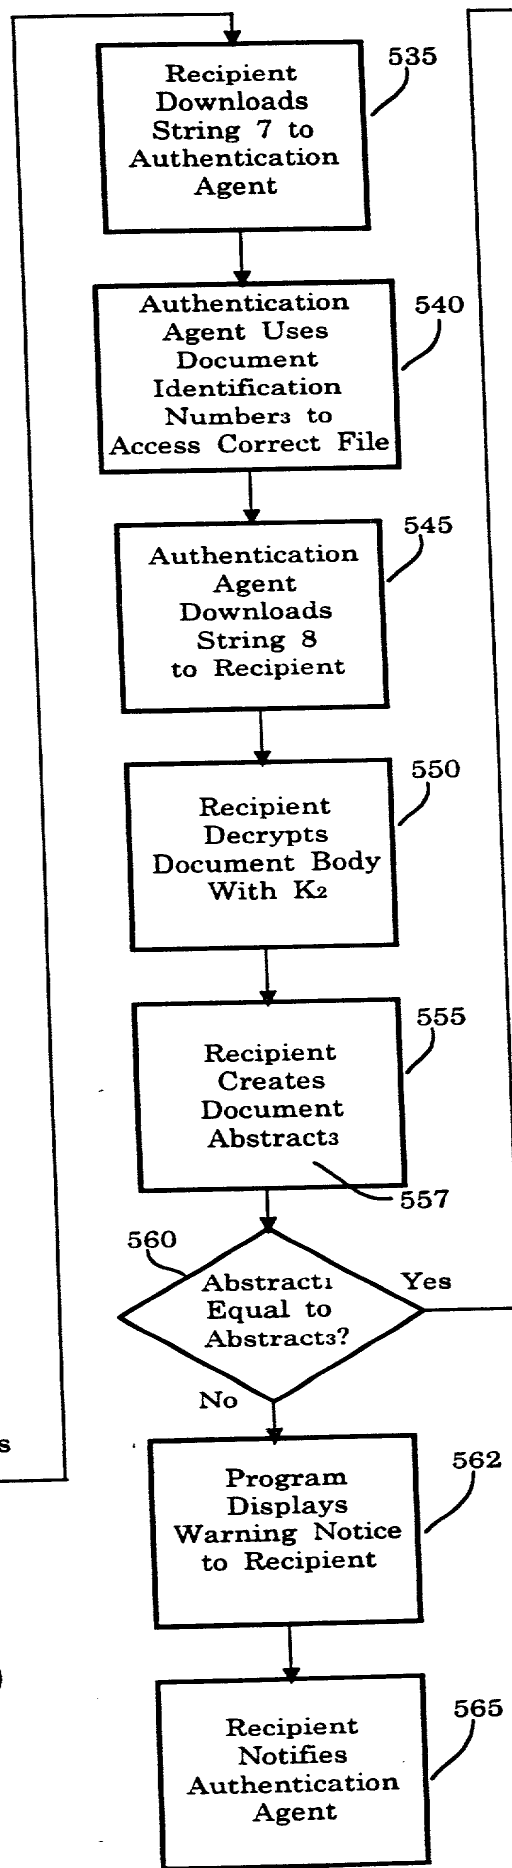 535
Recipient
Downloads
String 7 to
Authentication
Agent
540
Authentication
Agent Uses
Document
Identification
Number₃ to
Access Correct File
545
Authentication
Agent
Downloads
String 8
to Recipient
550
Recipient
Decrypts
Document Body
With K₂
555
Recipient
Creates
Document
Abstract₃
557
560
Abstract₁
Equal to
Abstract₃?
Yes
No
s
562
Program
Displays
Warning Notice
to Recipient
)
565
Recipient
Notifies
Authentication
Agent